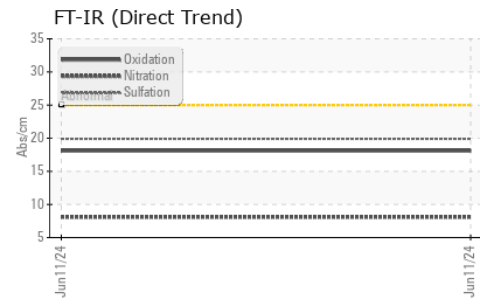 FT-IR (Direct Trend)
35
30
25
20
15
10
5
Abs/cm
Oxidation
Nitration
Sulfation
Abnormal
Jun11/24
Jun11/24